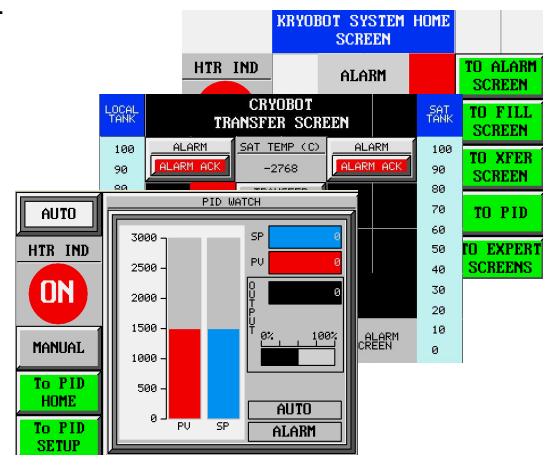 KRYOBOT SYSTEM HOME
SCREEN
HTR IND
ALARM
TO ALARM
SCREEN
TO FILL
SCREEN
TO XFER
SCREEN
TO PID
TO EXPERT
SCREENS
LOCAL
TANK
CRYOBOT
TRANSFER SCREEN
SAT
TANK
100
90
80
ALARM
ALARM ACK
SAT TEMP (C)
-2768
ALARM
ALARM ACK
100
90
80
70
60
50
40
30
20
10
0
ALARM
AUTO
HTR IND
ON
MANUAL
To PID
HOME
To PID
SETUP
PID WATCH
3000
2500
2000
1500
1000
500
0
PV
SP
SP
0
PV
0
OUTPUT
0
0%
100%
AUTO
ALARM